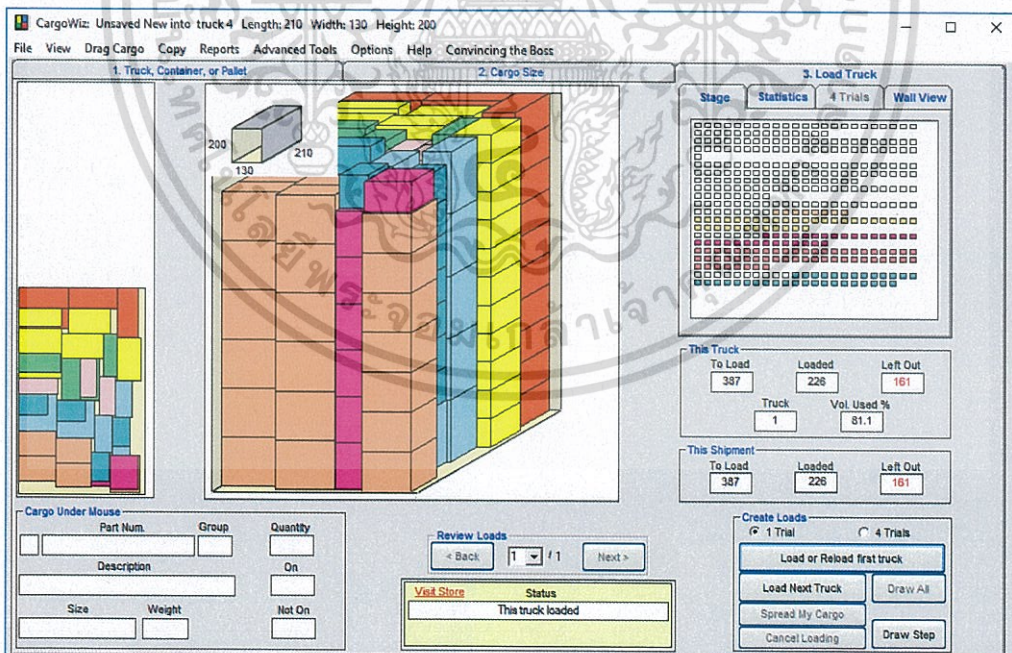 CargoWiz: Unsaved New into truck 4 Length: 210 Width: 130 Height: 200
File View Drag Cargo Copy Reports Advanced Tools Options Help Convincing the Boss
1. Truck, Container, or Pallet
2. Cargo Size
3. Load Truck
Stage Statistics 4 Trials Wall View
200
210
130
This Truck
To Load Loaded Left Out
387 226 161
Truck Vol. Used %
1 81.1
This Shipment
To Load Loaded Left Out
387 226 161
Cargo Under Mouse
Part Num. Group Quantity
Description On
Size Weight Not On
Review Loads
< Back 1 / 1 Next >
Visit Store Status
This truck loaded
Create Loads
1 Trial 4 Trials
Load or Reload first truck
Load Next Truck Draw All
Spread My Cargo
Cancel Loading Draw Step